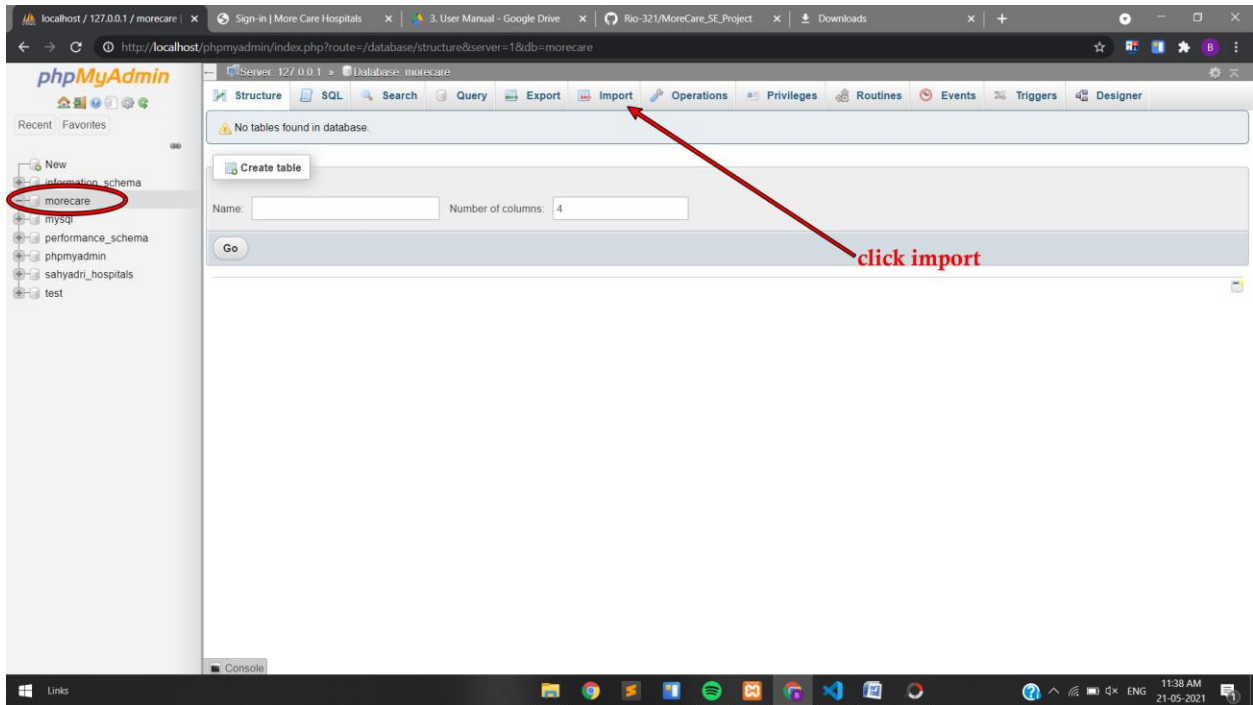 localhost / 127.0.0.1 / morecare |
Sign-in | More Care Hospitals
3. User Manual - Google Drive
Rio-321/MoreCare_SE_Project
Downloads
http://localhost/phpmyadmin/index.php?route=/database/structure&server=1&db=morecare
B
phpMyAdmin
Recent Favorites
New
information_schema
morecare
mysql
performance_schema
phpmyadmin
sahyadri_hospitals
test
Server: 127.0.0.1 » Database: morecare
Structure SQL Search Query Export Import Operations Privileges Routines Events Triggers Designer
No tables found in database.
Create table
Name: Number of columns: 4
Go
click import
Console
Links
ENG
11:38 AM
21-05-2021